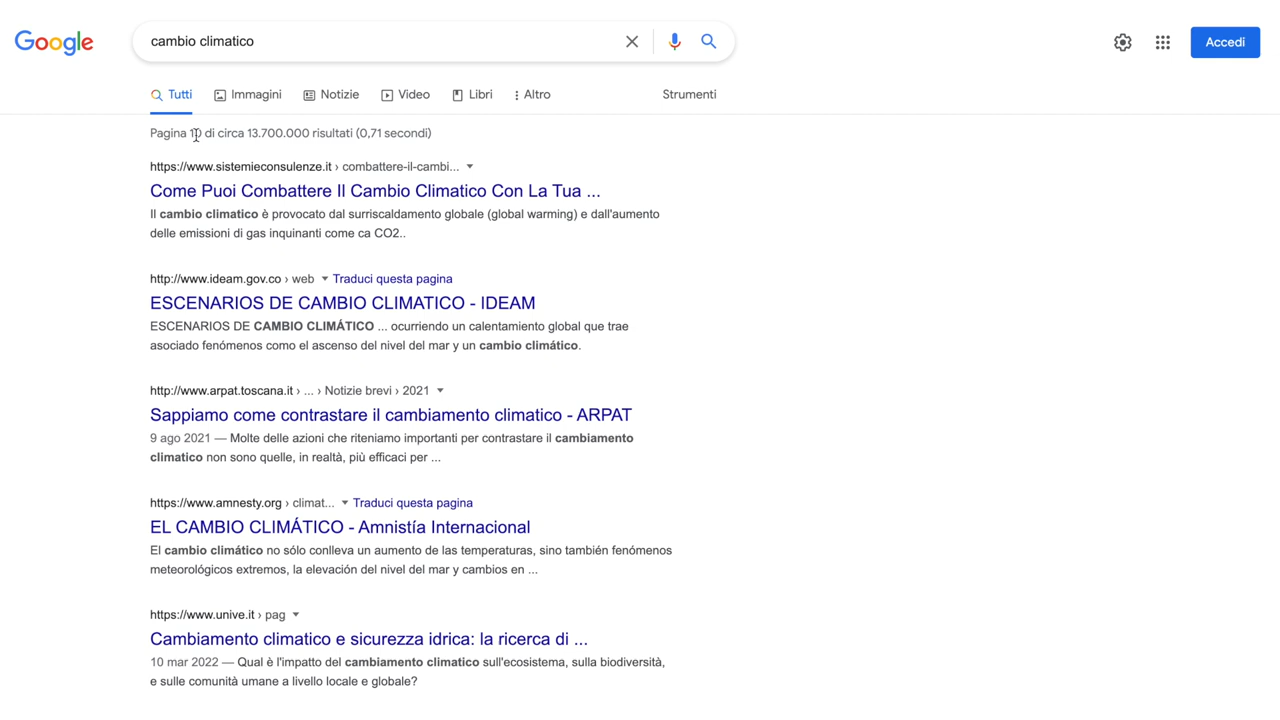 Google
cambio climatico
Accedi
Tutti Immagini Notizie Video Libri Altro Strumenti
Pagina 10 di circa 13.700.000 risultati (0,71 secondi)
https://www.sistemieconsulenze.it › combattere-il-cambi...
Come Puoi Combattere Il Cambio Climatico Con La Tua ...
Il cambio climatico è provocato dal surriscaldamento globale (global warming) e dall'aumento
delle emissioni di gas inquinanti come ca CO2..
http://www.ideam.gov.co › web Traduci questa pagina
ESCENARIOS DE CAMBIO CLIMATICO - IDEAM
ESCENARIOS DE CAMBIO CLIMÁTICO ... ocurriendo un calentamiento global que trae
asociado fenómenos como el ascenso del nivel del mar y un cambio climático.
http://www.arpat.toscana.it › ... › Notizie brevi › 2021
Sappiamo come contrastare il cambiamento climatico - ARPAT
9 ago 2021 — Molte delle azioni che riteniamo importanti per contrastare il cambiamento
climatico non sono quelle, in realtà, più efficaci per ...
https://www.amnesty.org › climat... Traduci questa pagina
EL CAMBIO CLIMÁTICO - Amnistía Internacional
El cambio climático no sólo conlleva un aumento de las temperaturas, sino también fenómenos
meteorológicos extremos, la elevación del nivel del mar y cambios en ...
https://www.unive.it › pag
Cambiamento climatico e sicurezza idrica: la ricerca di ...
10 mar 2022 — Qual è l'impatto del cambiamento climatico sull'ecosistema, sulla biodiversità,
e sulle comunità umane a livello locale e globale?